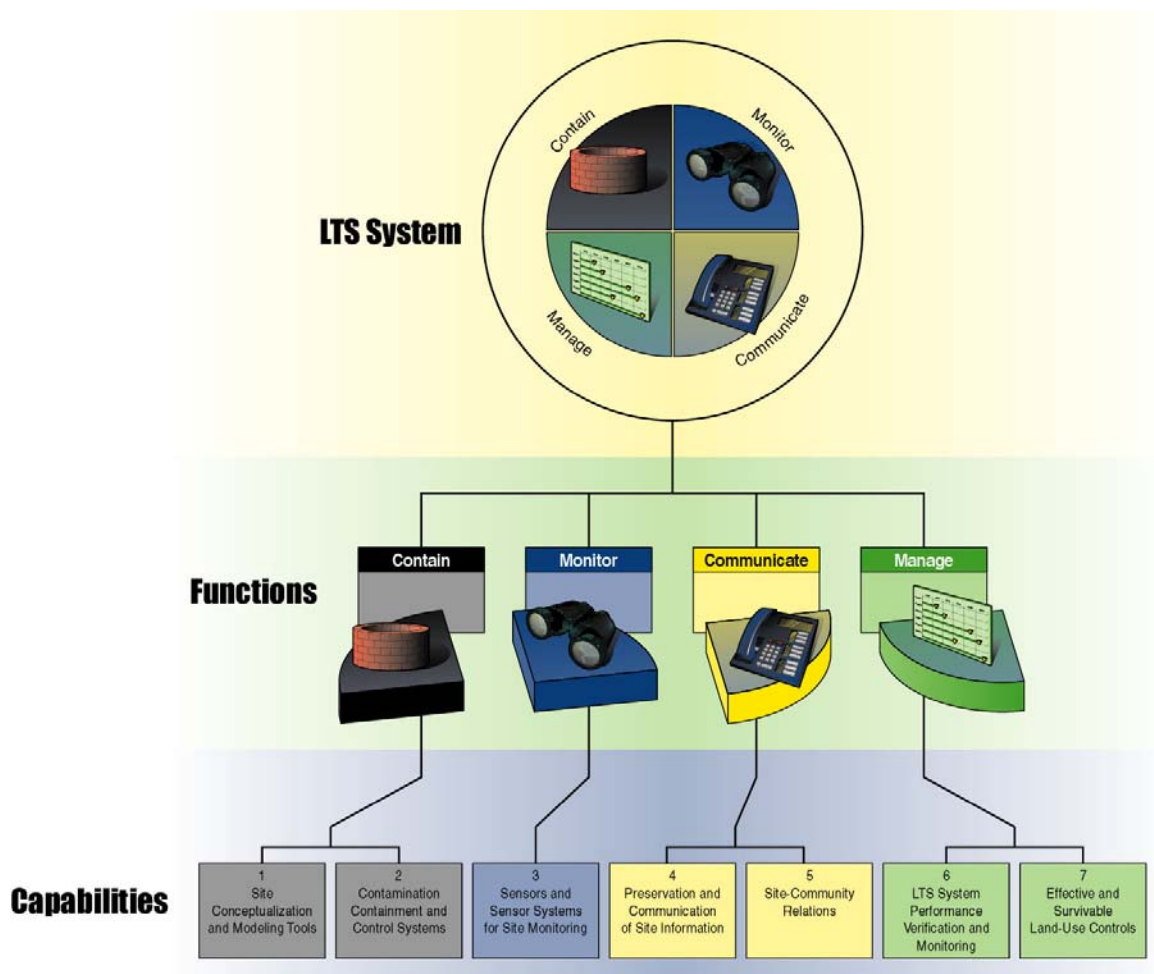 Contain
Monitor
LTS System
Manage
Communicate
Contain
Monitor
Communicate
Manage
Functions
Capabilities
1
Site
Conceptualization
and Modeling Tools
2
Contamination
Containment and
Control Systems
3
Sensors and
Sensor Systems
for Site Monitoring
4
Preservation and
Communication
of Site Information
5
Site-Community
Relations
6
LTS System
Performance
Verification and
Monitoring
7
Effective and
Survivable
Land-Use Controls